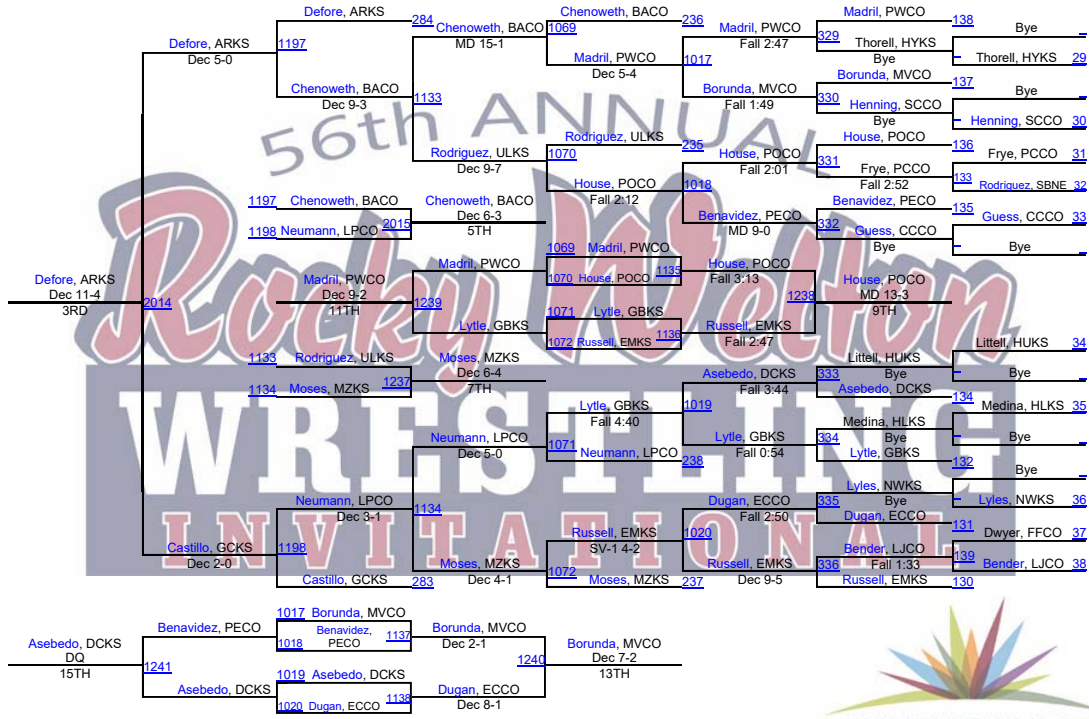 56th ANNUAL
Rocky Welton
WRESTLING
INVITATIONAL
Defore, ARKS
284
Chenoweth, BACO
MD 15-1
Chenoweth, BACO
236
1069
Madril, PWCO
Fall 2:47
Madril, PWCO
138
Bye
Defore, ARKS
Dec 5-0
1197
Madril, PWCO
Dec 5-4
1017
329
Thorell, HYKS
Bye
Thorell, HYKS 29
Chenoweth, BACO
Dec 9-3
1133
Borunda, MVCO
Fall 1:49
Borunda, MVCO
137
Bye
330
Henning, SCCO
Bye
Henning, SCCO 30
Rodriguez, ULKS
Dec 9-7
Rodriguez, ULKS
235
1070
House, POCO
Fall 2:01
House, POCO
136
Frye, PCCO 31
331
Frye, PCCO
Fall 2:52
133
Rodriguez, SBNE 32
House, POCO
Fall 2:12
1018
Benavidez, PECO
MD 9-0
Benavidez, PECO
135
Guess, CCCO 33
332
Guess, CCCO
Bye
Bye
1197
Chenoweth, BACO
1198
Neumann, LPCO
2015
Chenoweth, BACO
Dec 6-3
5TH
Defore, ARKS
Dec 11-4
3RD
2014
Madril, PWCO
Dec 9-2
11TH
1239
Madril, PWCO
1069
Madril, PWCO
1070
House, POCO
1135
House, POCO
Fall 3:13
1238
House, POCO
MD 13-3
9TH
Lytle, GBKS
1071
Lytle, GBKS
1072
Russell, EMKS
1136
Russell, EMKS
Fall 2:47
1133
Rodriguez, ULKS
1134
Moses, MZKS
1237
Moses, MZKS
Dec 6-4
7TH
Littell, HUKS
Bye
Littell, HUKS 34
Bye
Asebedo, DCKS
Fall 3:44
333
Asebedo, DCKS
134
Lytle, GBKS
Fall 4:40
1019
Medina, HLKS
Bye
Medina, HLKS 35
Bye
Lytle, GBKS
Fall 0:54
334
Lytle, GBKS
132
Neumann, LPCO
Dec 5-0
1071
Neumann, LPCO
238
Neumann, LPCO
Dec 3-1
1134
Lyles, NWKS
Bye
Bye
Lyles, NWKS 36
Dugan, ECCO
Fall 2:50
335
Dugan, ECCO
131
Russell, EMKS
SV-1 4-2
1020
Bender, LJCO
Fall 1:33
139
Dwyer, FFCO 37
Bender, LJCO 38
Russell, EMKS
Dec 9-5
336
Russell, EMKS
130
Castillo, GCKS
Dec 2-0
1198
Moses, MZKS
Dec 4-1
1072
Moses, MZKS
237
Castillo, GCKS
283
Asebedo, DCKS
DQ
15TH
1241
Benavidez, PECO
1017
Borunda, MVCO
1018
Benavidez,
PECO
1137
Borunda, MVCO
Dec 2-1
1240
Borunda, MVCO
Dec 7-2
13TH
Asebedo, DCKS
1019
Asebedo, DCKS
1020
Dugan, ECCO
1138
Dugan, ECCO
Dec 8-1